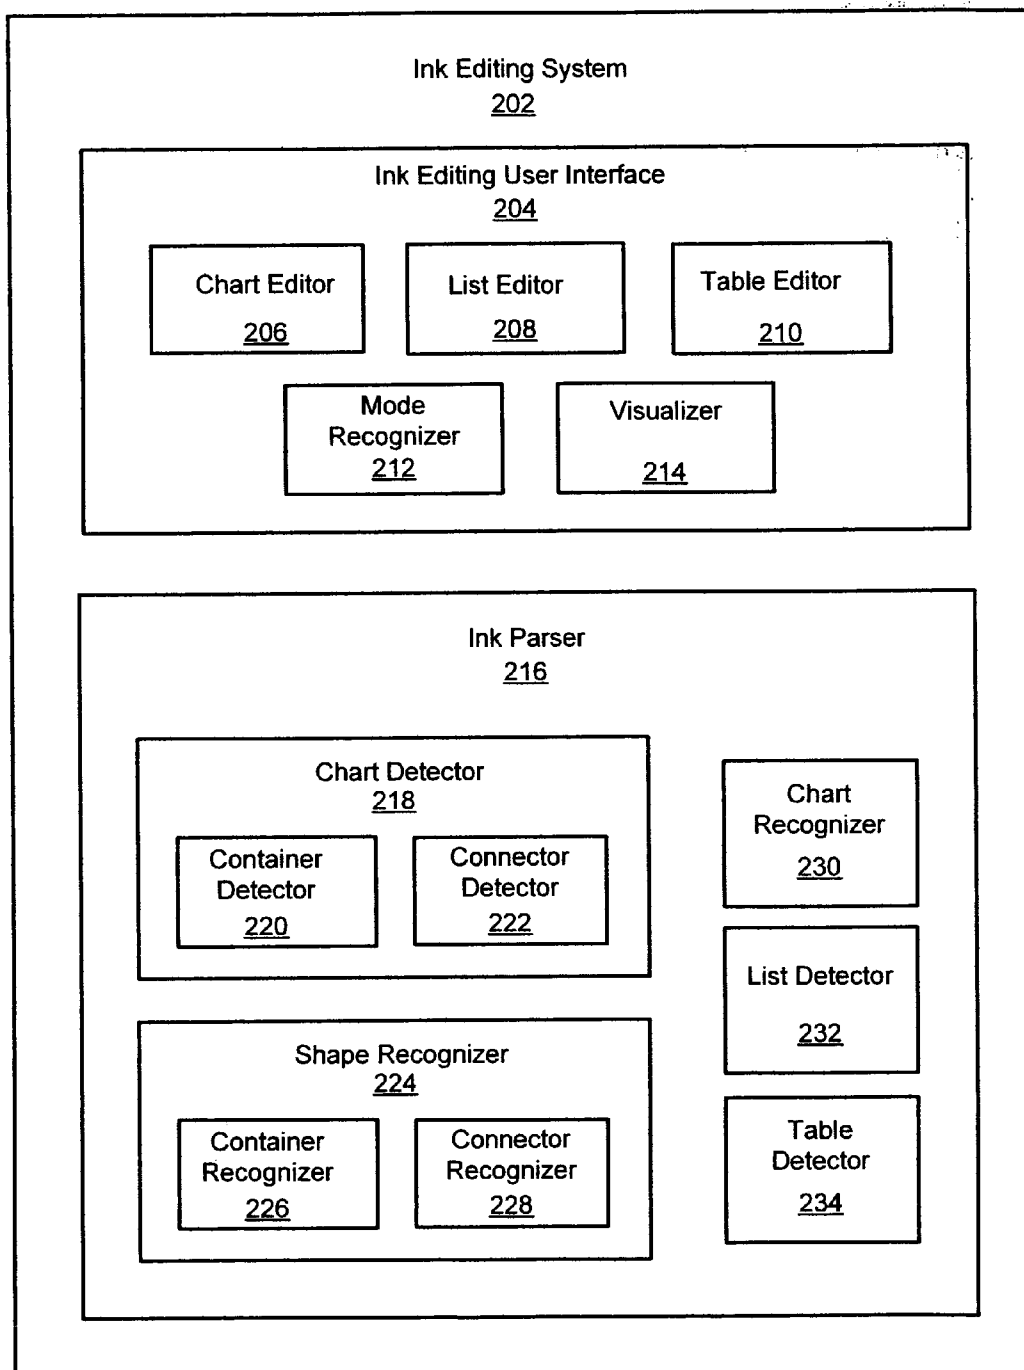 Ink Editing System
202
Ink Editing User Interface
204
Chart Editor
206
List Editor
208
Table Editor
210
Mode
Recognizer
212
Visualizer
214
Ink Parser
216
Chart Detector
218
Container
Detector
220
Connector
Detector
222
Shape Recognizer
224
Container
Recognizer
226
Connector
Recognizer
228
Chart
Recognizer
230
List Detector
232
Table
Detector
234